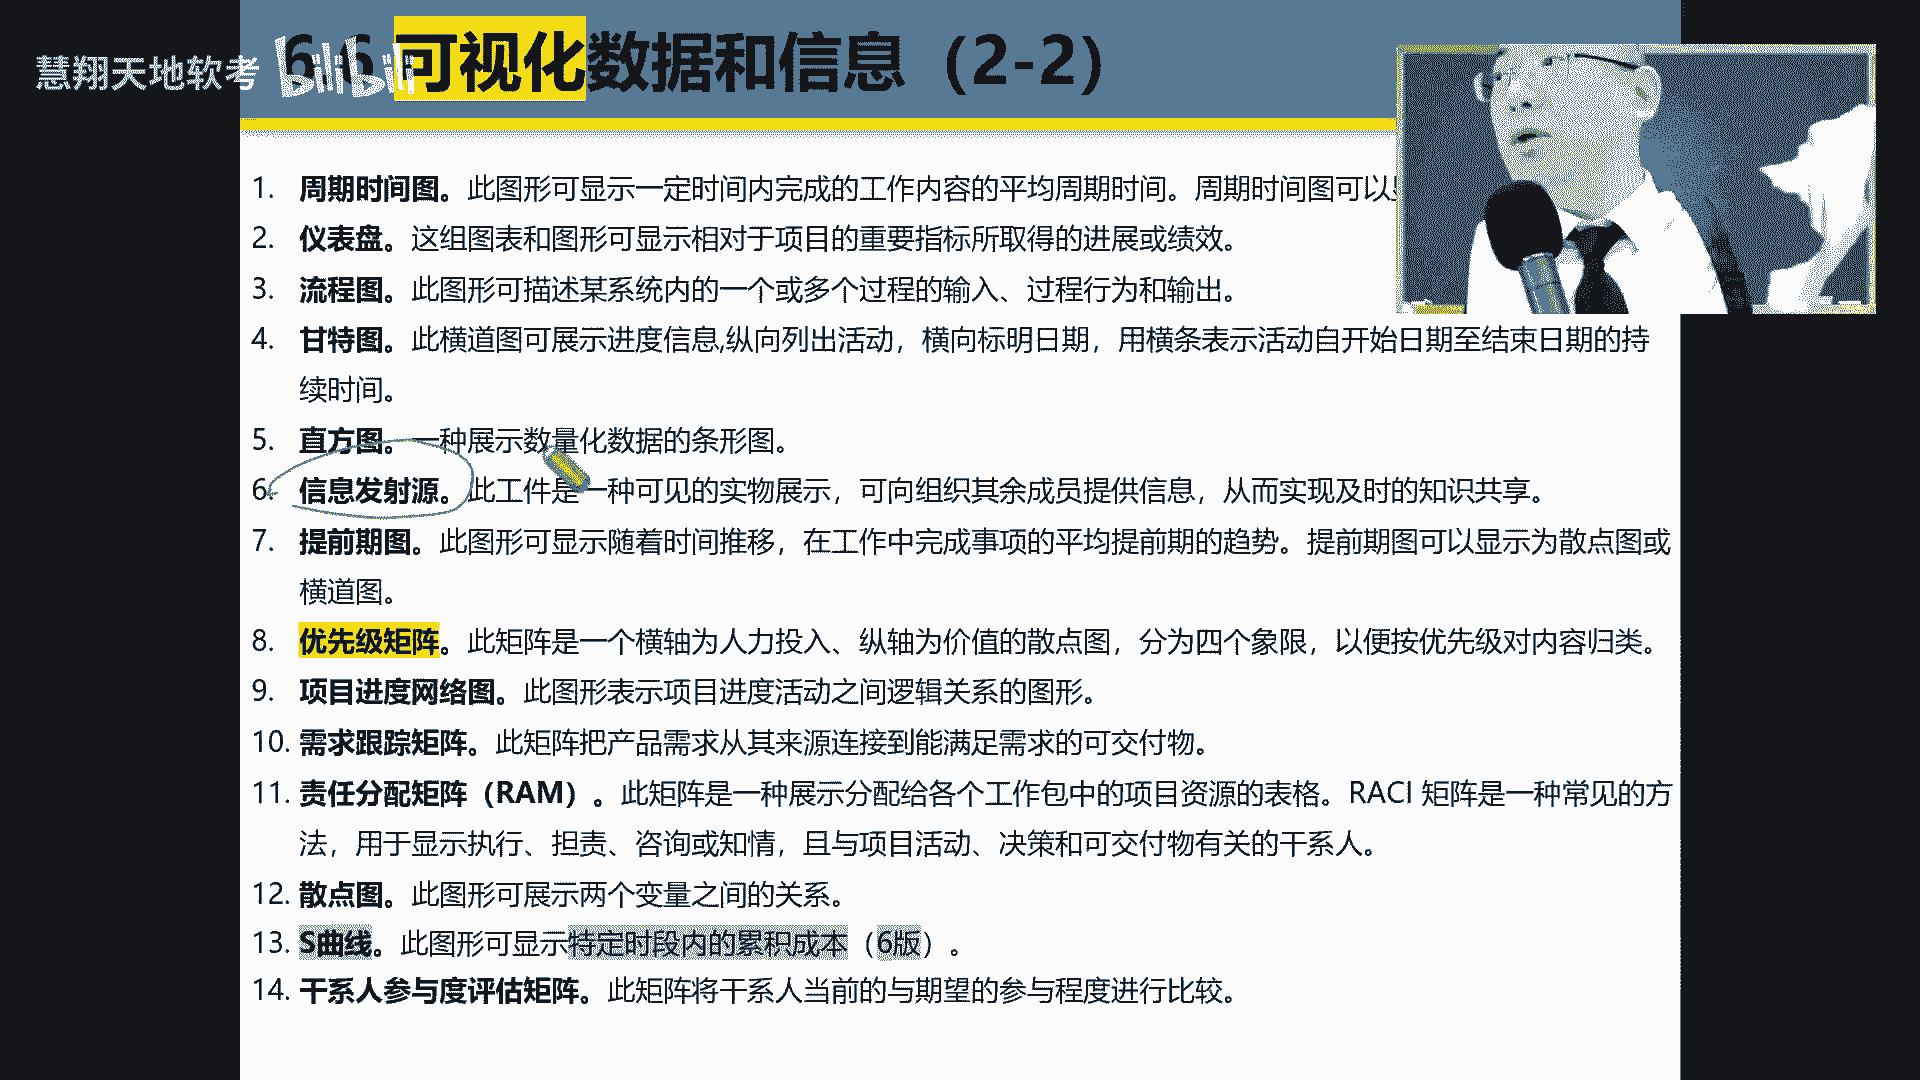 慧翔天地软考 bilibili
6.6 可视化数据和信息（2-2）
1. 周期时间图。此图形可显示一定时间内完成的工作内容的平均周期时间。周期时间图可以
2. 仪表盘。这组图表和图形可显示相对于项目的重要指标所取得的进展或绩效。
3. 流程图。此图形可描述某系统内的一个或多个过程的输入、过程行为和输出。
4. 甘特图。此横道图可展示进度信息,纵向列出活动，横向标明日期，用横条表示活动自开始日期至结束日期的持
续时间。
5. 直方图。一种展示数量化数据的条形图。
6. 信息发射源。此工件是一种可见的实物展示，可向组织其余成员提供信息，从而实现及时的知识共享。
7. 提前期图。此图形可显示随着时间推移，在工作中完成事项的平均提前期的趋势。提前期图可以显示为散点图或
横道图。
8. 优先级矩阵。此矩阵是一个横轴为人力投入、纵轴为价值的散点图，分为四个象限，以便按优先级对内容归类。
9. 项目进度网络图。此图形表示项目进度活动之间逻辑关系的图形。
10. 需求跟踪矩阵。此矩阵把产品需求从其来源连接到能满足需求的可交付物。
11. 责任分配矩阵（RAM）。此矩阵是一种展示分配给各个工作包中的项目资源的表格。RACI 矩阵是一种常见的方
法，用于显示执行、担责、咨询或知情，且与项目活动、决策和可交付物有关的干系人。
12. 散点图。此图形可展示两个变量之间的关系。
13. S曲线。此图形可显示特定时段内的累积成本（6版）。
14. 干系人参与度评估矩阵。此矩阵将干系人当前的与期望的参与程度进行比较。